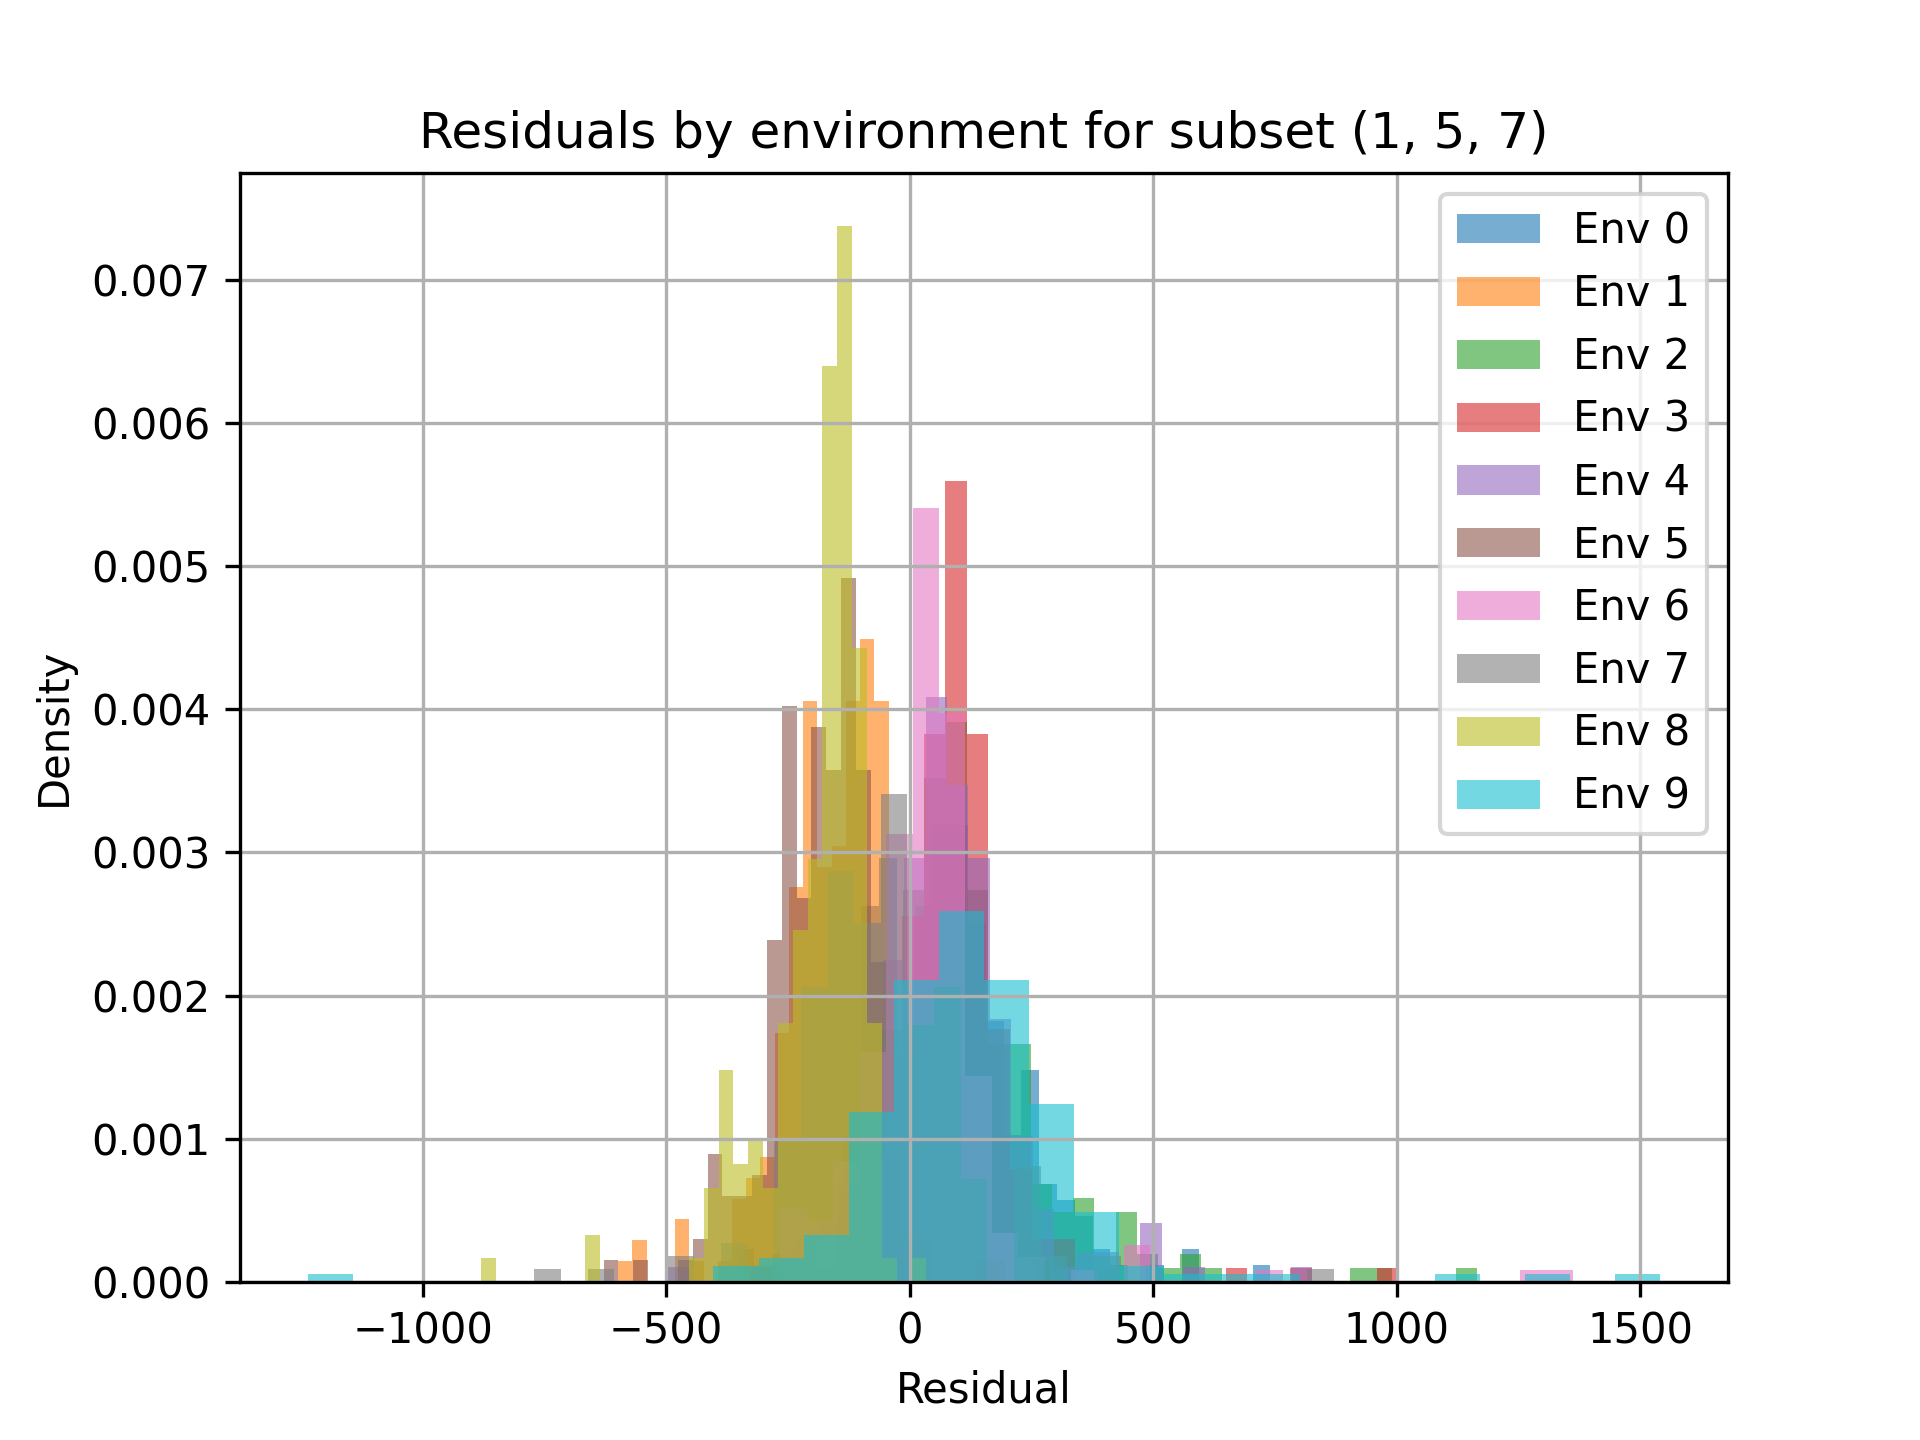 Residuals by environment for subset (1, 5, 7)
Env 0
Env 1
Env 2
Env 3
Env 4
Env 5
Env 6
Env 7
Env 8
Env 9
Density
0.007
0.006
0.005
0.004
0.003
0.002
0.001
0.000
−1000 −500 0 500 1000 1500
Residual